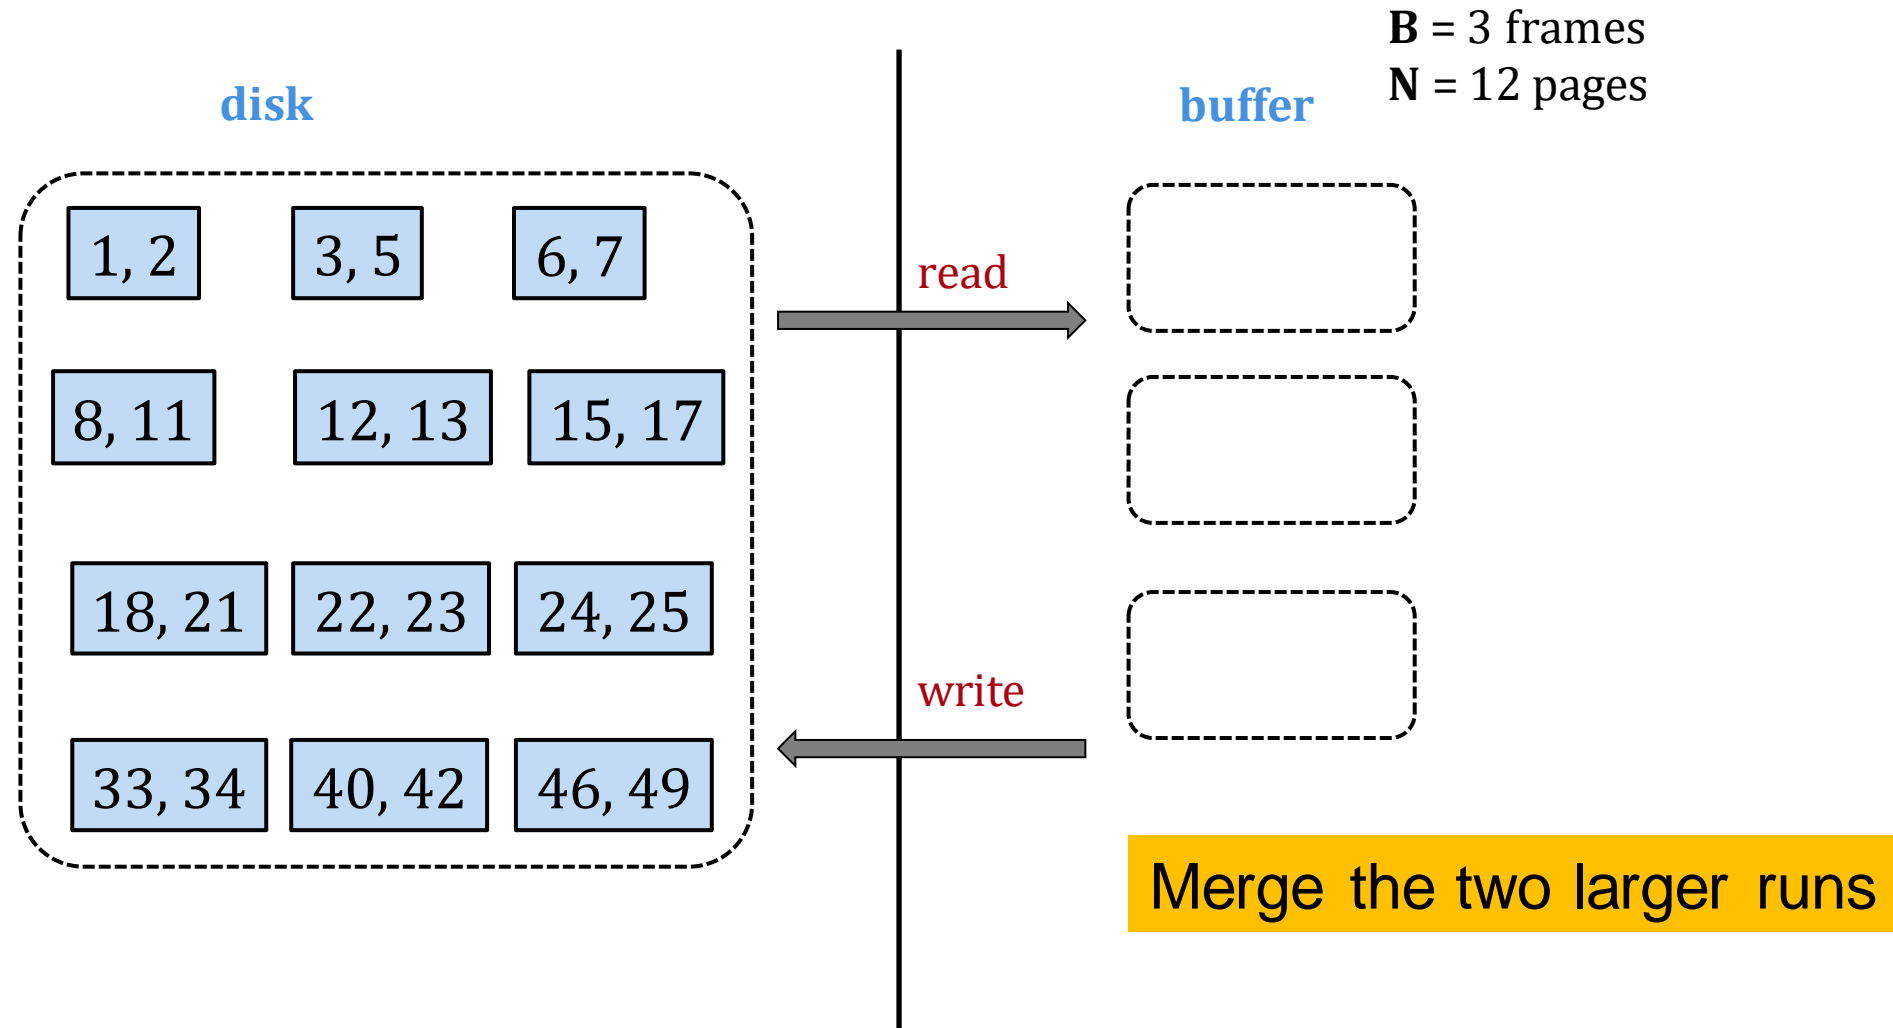 B = 3 frames
N = 12 pages
disk
buffer
1, 2
3, 5
6, 7
read
8, 11
12, 13
15, 17
18, 21
22, 23
24, 25
write
33, 34
40, 42
46, 49
Merge the two larger runs